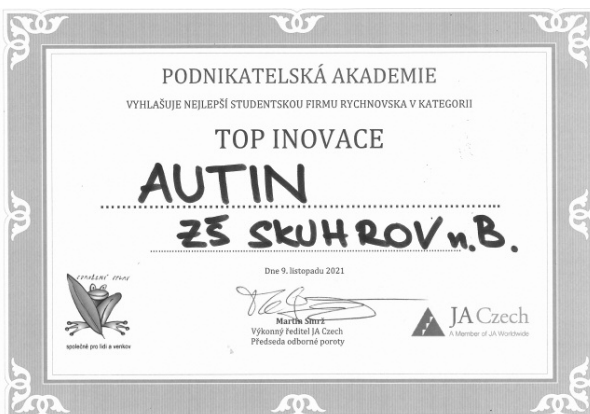 PODNIKATELSKÁ AKADEMIE
VYHLAŠUJE NEJLEPŠÍ STUDENTSKOU FIRMU RYCHNOVSKA V KATEGORII
TOP INOVACE
AUTIN
ZŠ SKUHROV n.B.
Dne 9. listopadu 2021
Martin Smrž
Výkonný ředitel JA Czech
Předseda odborné poroty
společně pro lidi a venkov
JA Czech
A Member of JA Worldwide